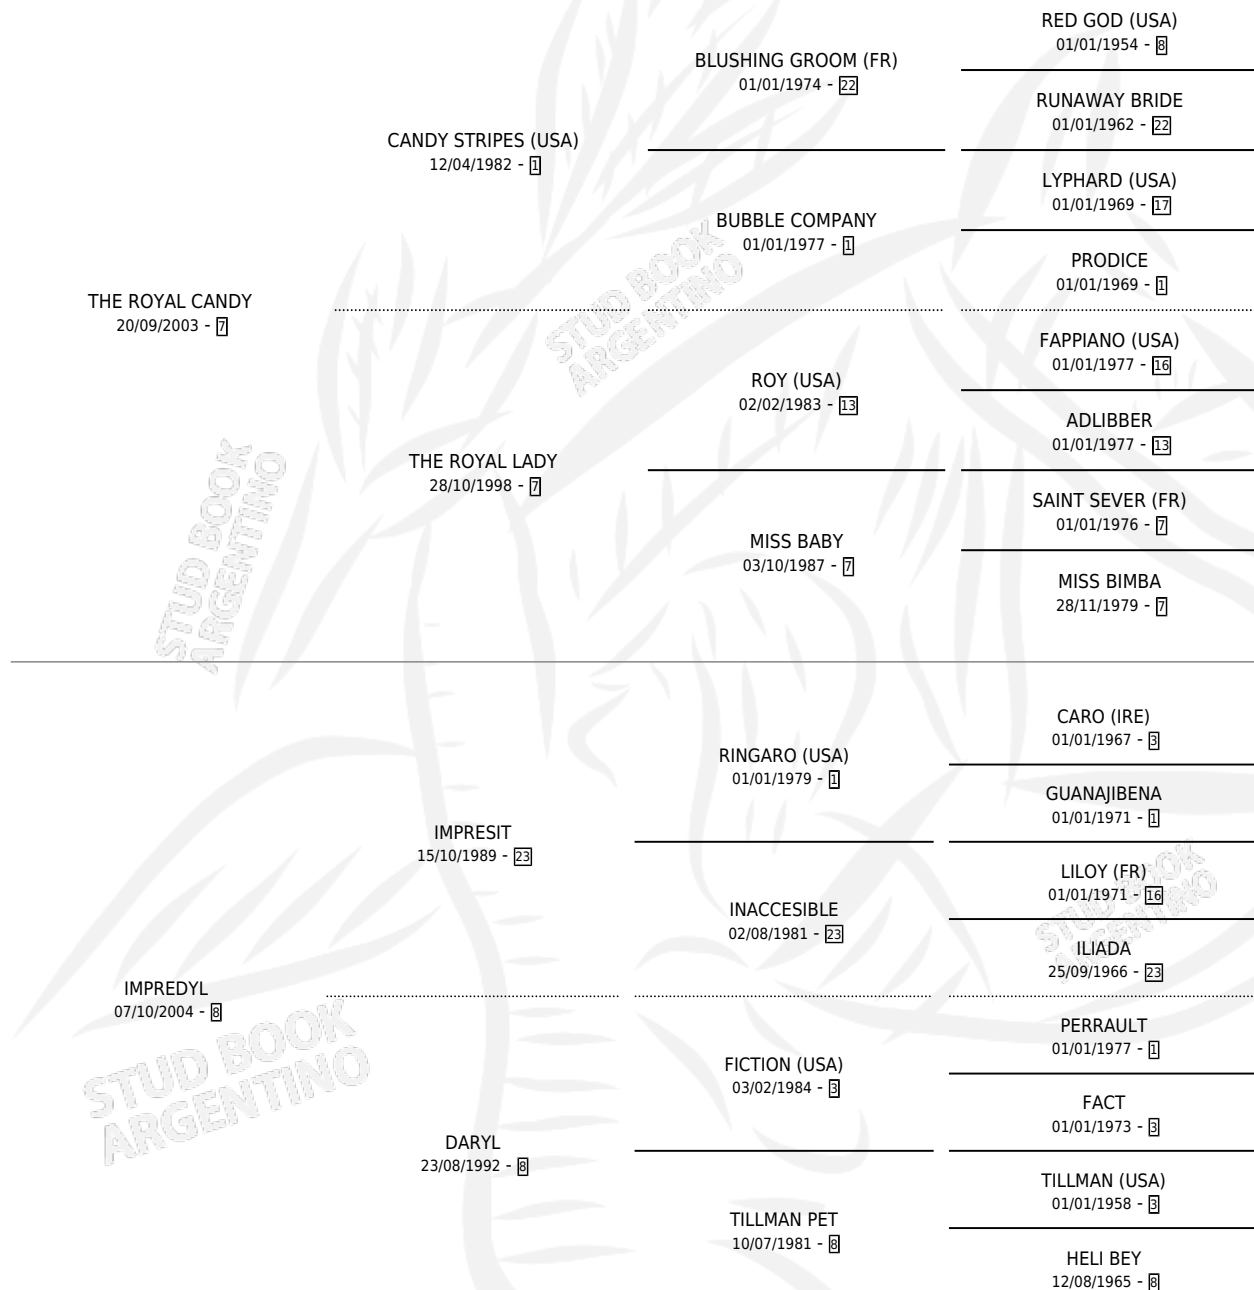 RED GOD (USA)
01/01/1954 - 8
BLUSHING GROOM (FR)
01/01/1974 - 22
RUNAWAY BRIDE
01/01/1962 - 22
CANDY STRIPES (USA)
12/04/1982 - 1
LYPHARD (USA)
01/01/1969 - 17
BUBBLE COMPANY
01/01/1977 - 1
PRODICE
01/01/1969 - 1
THE ROYAL CANDY
20/09/2003 - 7
STUD BOOK
ARGENTINO
FAPPIANO (USA)
01/01/1977 - 16
ROY (USA)
02/02/1983 - 13
ADLIBBER
01/01/1977 - 13
THE ROYAL LADY
28/10/1998 - 7
SAINT SEVER (FR)
01/01/1976 - 7
MISS BABY
03/10/1987 - 7
MISS BIMBA
28/11/1979 - 7
STUD BOOK
ARGENTINO
CARO (IRE)
01/01/1967 - 3
RINGARO (USA)
01/01/1979 - 1
GUANAJIBENA
01/01/1971 - 1
IMPRESIT
15/10/1989 - 23
LILOY (FR)
01/01/1971 - 16
INACCESIBLE
02/08/1981 - 23
STUD BOOK
ARGENTINO
ILIADA
25/09/1966 - 23
IMPREDYL
07/10/2004 - 8
STUD BOOK
ARGENTINO
PERRAULT
01/01/1977 - 1
FICTION (USA)
03/02/1984 - 3
FACT
01/01/1973 - 3
DARYL
23/08/1992 - 8
TILLMAN (USA)
01/01/1958 - 3
TILLMAN PET
10/07/1981 - 8
HELI BEY
12/08/1965 - 8